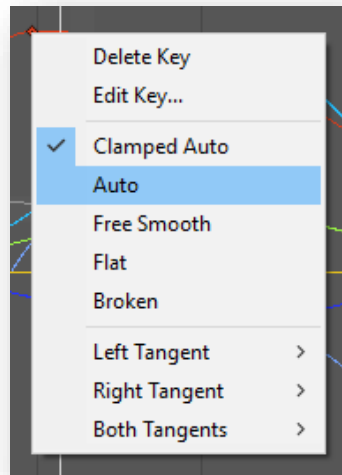 Delete Key
Edit Key...
Clamped Auto
Auto
Free Smooth
Flat
Broken
Left Tangent
Right Tangent
Both Tangents